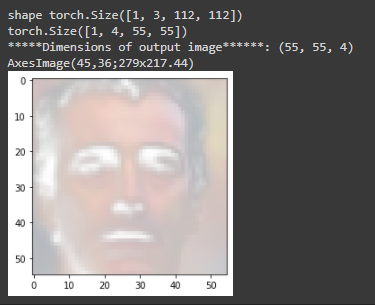 shape torch.Size([1, 3, 112, 112])
torch.Size([1, 4, 55, 55])
*****Dimensions of output image******: (55, 55, 4)
AxesImage(45,36;279x217.44)
0
10
20
30
40
50
0 10 20 30 40 50